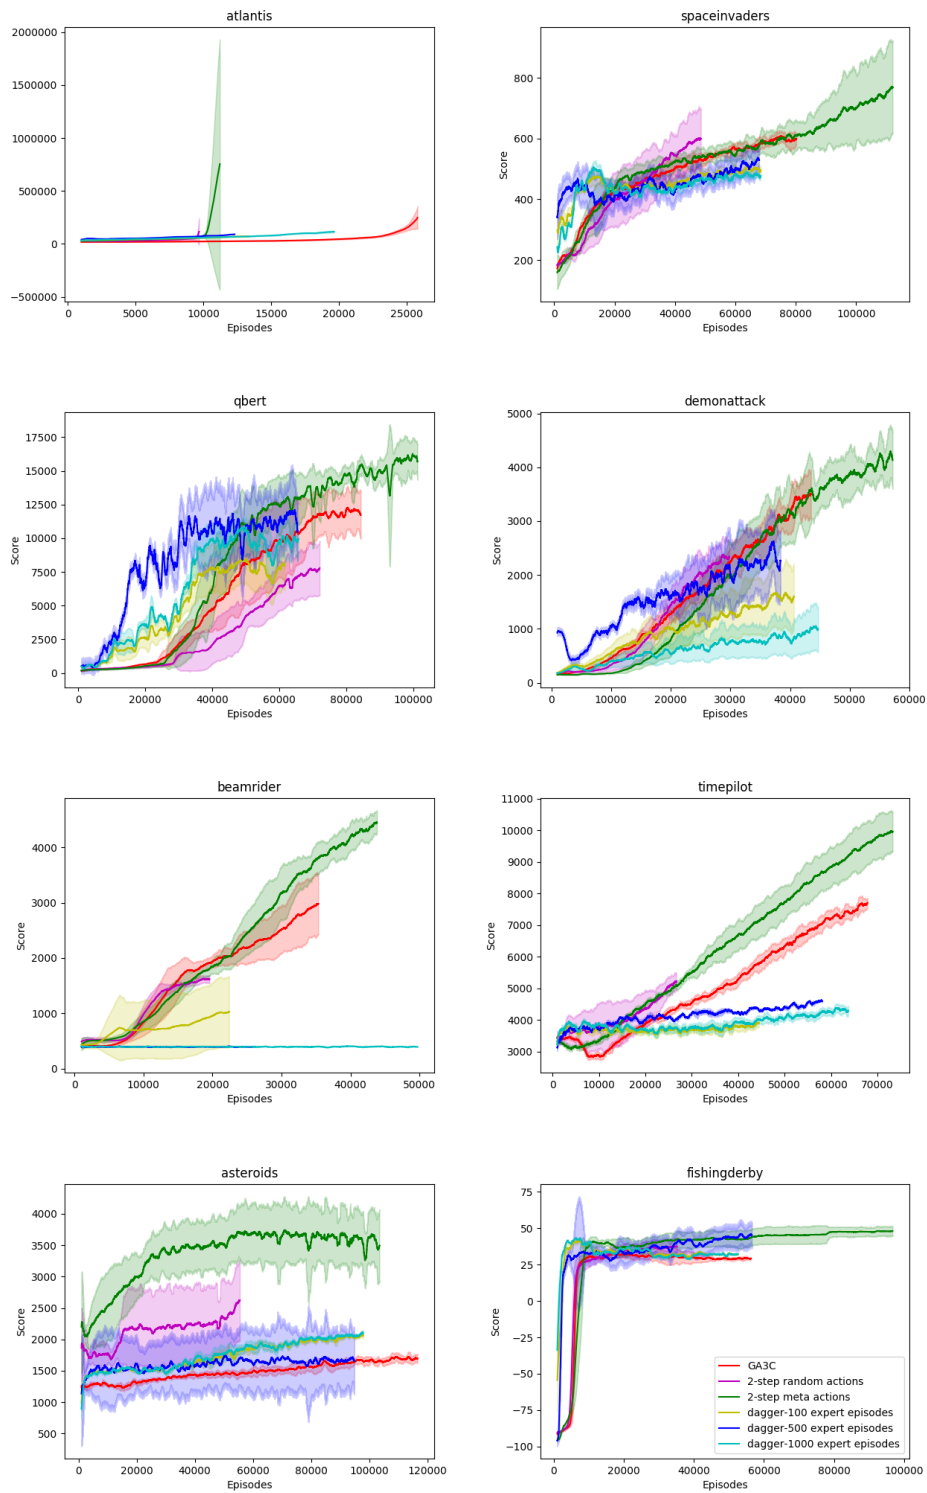 atlantis
2000000
1500000
1000000
500000
0
−500000
0 5000 10000 15000 20000 25000
Episodes
spaceinvaders
Score
800
600
400
200
0 20000 40000 60000 80000 100000
Episodes
qbert
Score
17500
15000
12500
10000
7500
5000
2500
0
0 20000 40000 60000 80000 100000
Episodes
demonattack
Score
5000
4000
3000
2000
1000
0
0 10000 20000 30000 40000 50000 60000
Episodes
beamrider
Score
4000
3000
2000
1000
0
0 10000 20000 30000 40000 50000
Episodes
timepilot
Score
11000
10000
9000
8000
7000
6000
5000
4000
3000
0 10000 20000 30000 40000 50000 60000 70000
Episodes
asteroids
Score
4000
3500
3000
2500
2000
1500
1000
500
0 20000 40000 60000 80000 100000 120000
Episodes
fishingderby
Score
75
50
25
0
−25
−50
−75
−100
GA3C
2-step random actions
2-step meta actions
dagger-100 expert episodes
dagger-500 expert episodes
dagger-1000 expert episodes
0 20000 40000 60000 80000 100000
Episodes